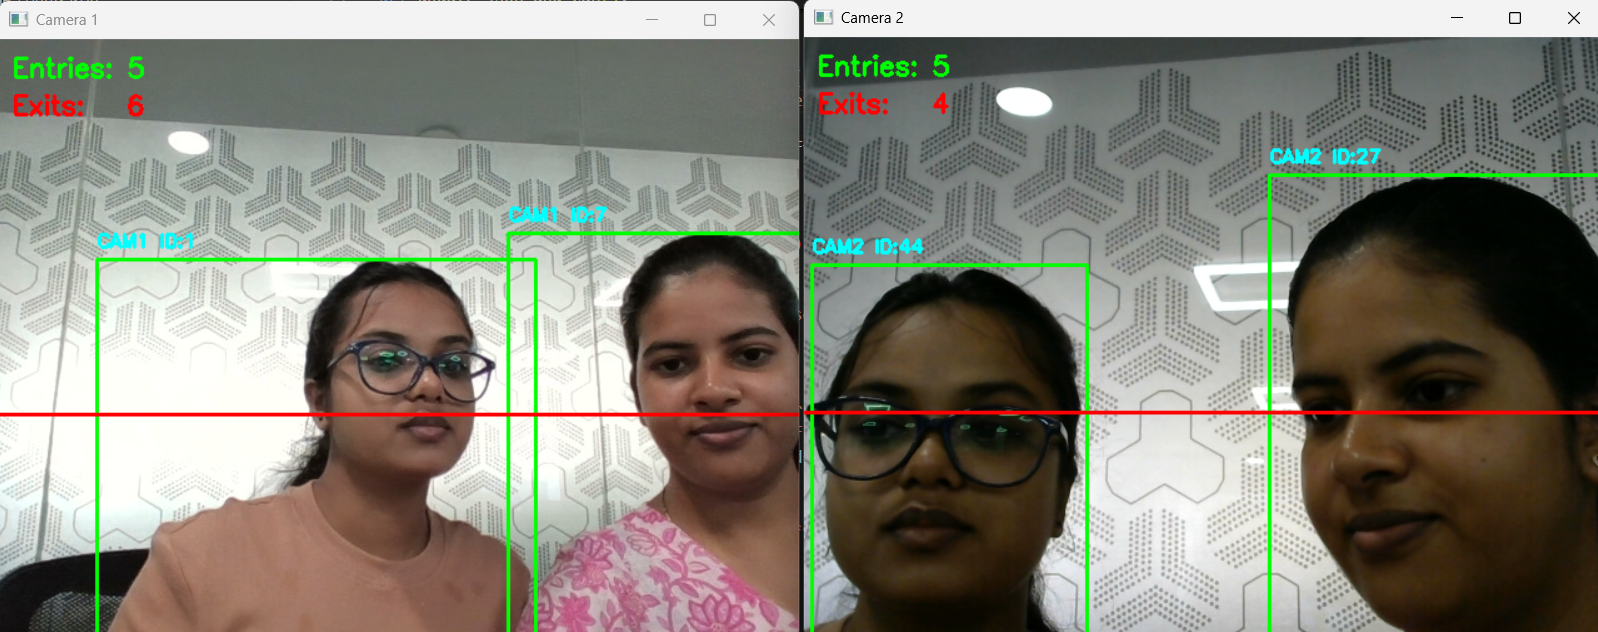 Camera 1
Entries: 5
Exits: 6
CAM1 ID:7
CAM1 ID:1
Camera 2
Entries: 5
Exits: 4
CAM2 ID:27
CAM2 ID:44